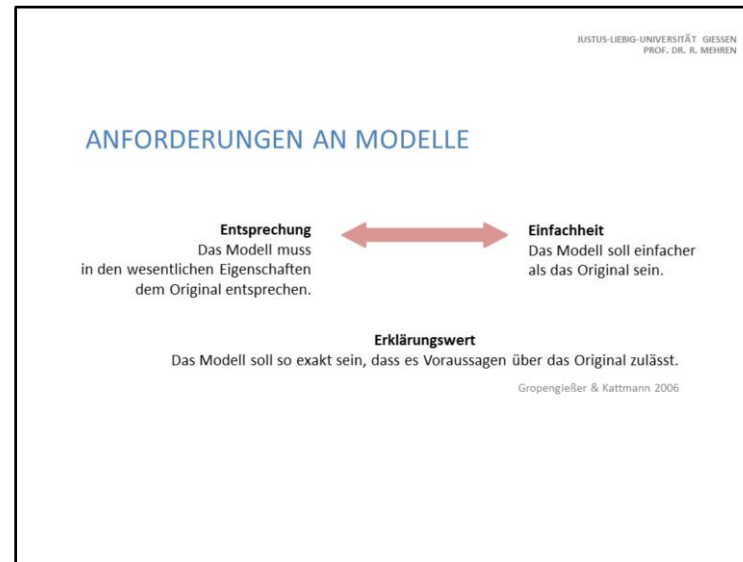 JUSTUS-LIEBIG-UNIVERSITÄT GIESSEN
PROF. DR. R. MEHREN
ANFORDERUNGEN AN MODELLE
Entsprechung
Das Modell muss
in den wesentlichen Eigenschaften
dem Original entsprechen.
Einfachheit
Das Modell soll einfacher
als das Original sein.
Erklärungswert
Das Modell soll so exakt sein, dass es Voraussagen über das Original zulässt.
Gropengießer & Kattmann 2006